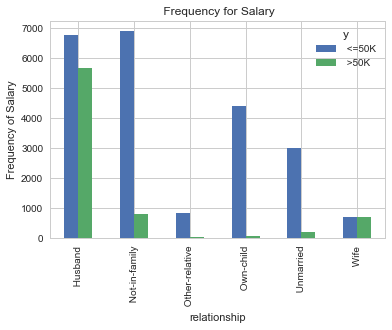 Frequency for Salary
Frequency of Salary
7000
6000
5000
4000
3000
2000
1000
0
y
<=50K
>50K
Husband
Not-in-family
Other-relative
Own-child
Unmarried
Wife
relationship